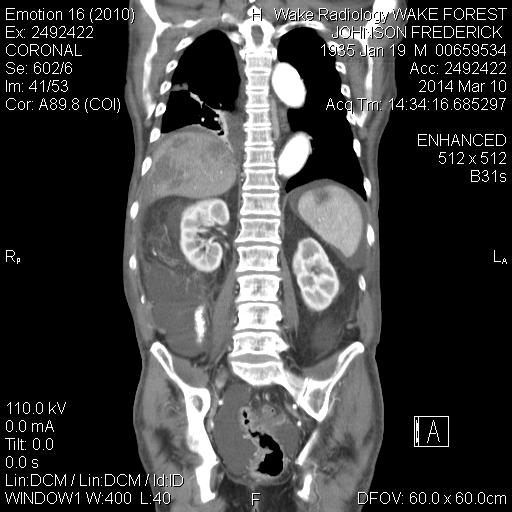 Emotion 16 (2010)
Ex: 2492422
CORONAL
Se: 602/6
Im: 41/53
Cor: A89.8 (COI)
H
Wake Radiology WAKE FOREST
JOHNSON FREDERICK
1935 Jan 19 M 00659534
Acc: 2492422
2014 Mar 10
Acq Tm: 14:34:16.685297
ENHANCED
512 x 512
B31s
RP
LA
110.0 kV
0.0 mA
Tilt: 0.0
0.0 s
Lin:DCM / Lin:DCM / Id:ID
WINDOW1 W:400 L:40
F
A
DFOV: 60.0 x 60.0cm